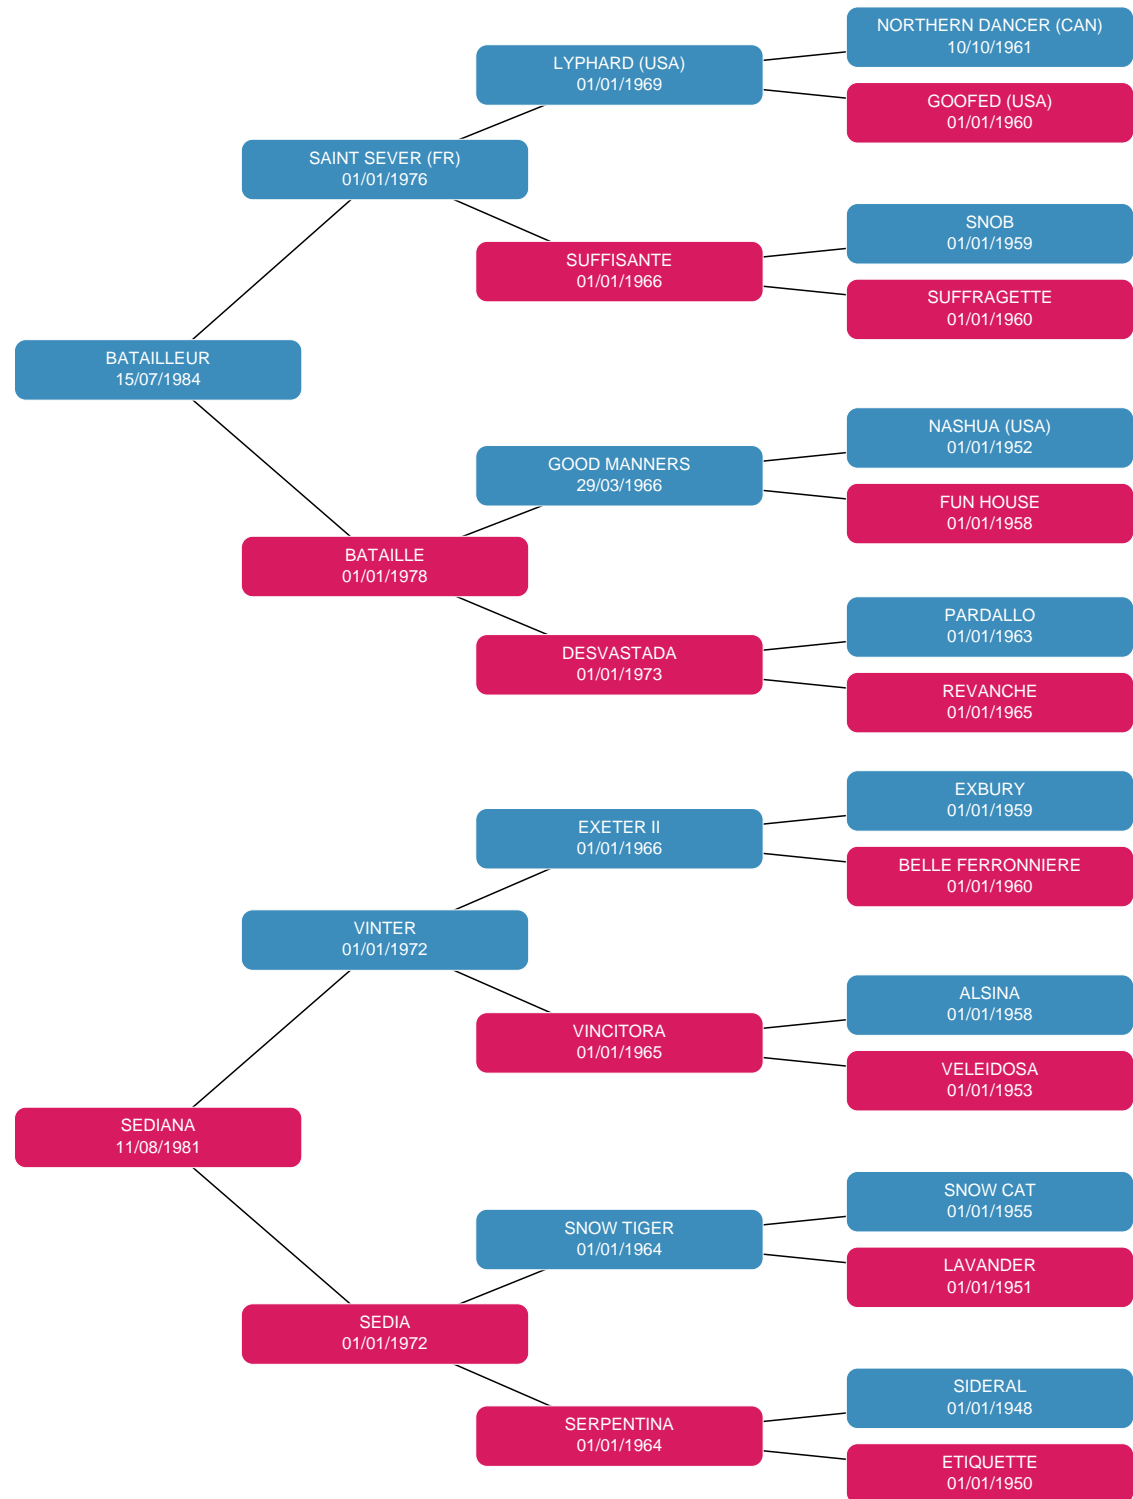 NORTHERN DANCER (CAN)
10/10/1961
LYPHARD (USA)
01/01/1969
GOOFED (USA)
01/01/1960
SAINT SEVER (FR)
01/01/1976
SNOB
01/01/1959
SUFFISANTE
01/01/1966
SUFFRAGETTE
01/01/1960
BATAILLEUR
15/07/1984
NASHUA (USA)
01/01/1952
GOOD MANNERS
29/03/1966
FUN HOUSE
01/01/1958
BATAILLE
01/01/1978
PARDALLO
01/01/1963
DESVASTADA
01/01/1973
REVANCHE
01/01/1965
EXBURY
01/01/1959
EXETER II
01/01/1966
BELLE FERRONNIERE
01/01/1960
VINTER
01/01/1972
ALSINA
01/01/1958
VINCITORA
01/01/1965
VELEIDOSA
01/01/1953
SEDIANA
11/08/1981
SNOW CAT
01/01/1955
SNOW TIGER
01/01/1964
LAVANDER
01/01/1951
SEDIA
01/01/1972
SIDERAL
01/01/1948
SERPENTINA
01/01/1964
ETIQUETTE
01/01/1950